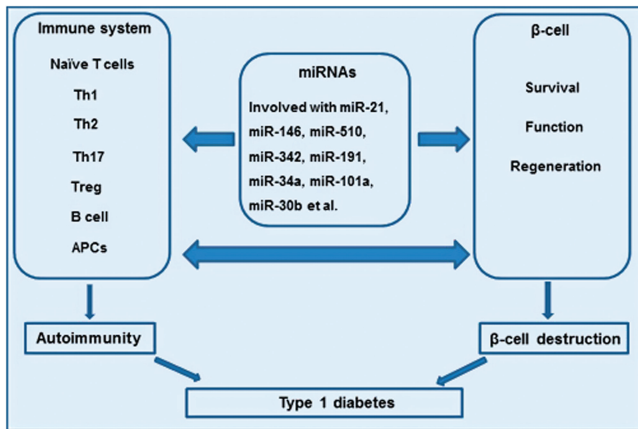 Immune system
Naïve T cells
Th1
Th2
Th17
Treg
B cell
APCs
miRNAs
Involved with miR-21,
miR-146, miR-510,
miR-342, miR-191,
miR-34a, miR-101a,
miR-30b et al.
β-cell
Survival
Function
Regeneration
Autoimmunity
β-cell destruction
Type 1 diabetes